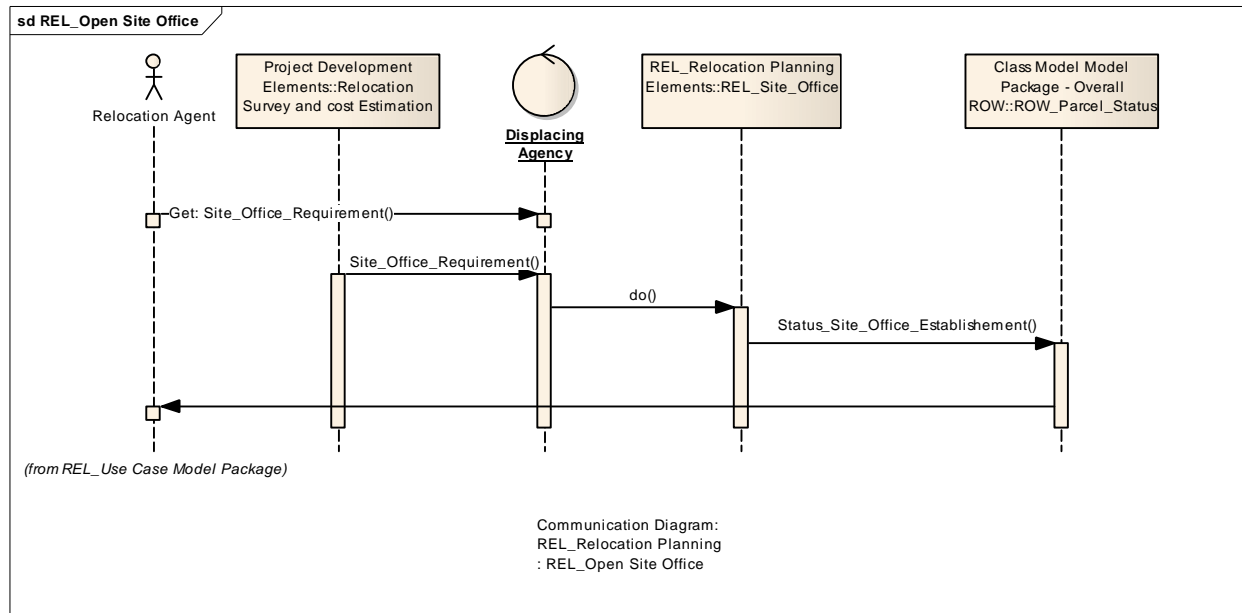 sd REL_Open Site Office
Relocation Agent
Project Development
Elements::Relocation
Survey and cost Estimation
Displacing
Agency
REL_Relocation Planning
Elements::REL_Site_Office
Class Model Model
Package - Overall
ROW::ROW_Parcel_Status
Get: Site_Office_Requirement()
Site_Office_Requirement()
do()
Status_Site_Office_Establishement()
(from REL_Use Case Model Package)
Communication Diagram:
REL_Relocation Planning
: REL_Open Site Office